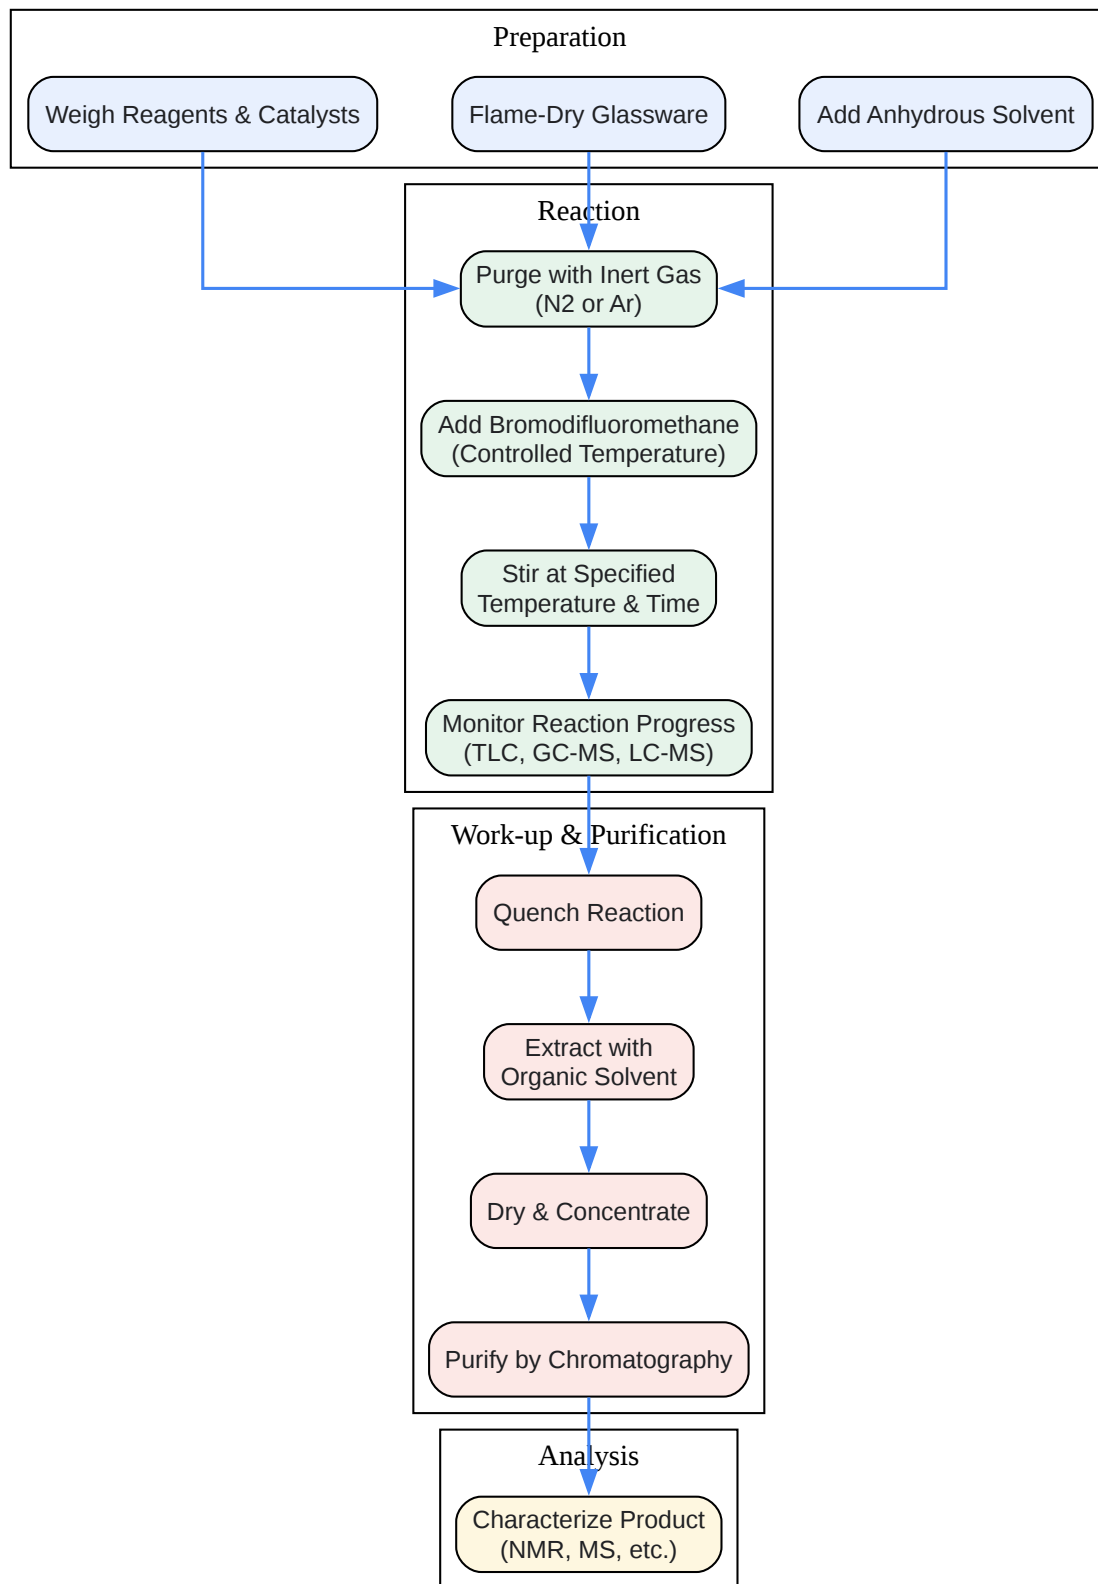 Preparation
Weigh Reagents & Catalysts
Flame-Dry Glassware
Add Anhydrous Solvent
Reaction
Purge with Inert Gas
(N2 or Ar)
Add Bromodifluoromethane
(Controlled Temperature)
Stir at Specified
Temperature & Time
Monitor Reaction Progress
(TLC, GC-MS, LC-MS)
Work-up & Purification
Quench Reaction
Extract with
Organic Solvent
Dry & Concentrate
Purify by Chromatography
Analysis
Characterize Product
(NMR, MS, etc.)